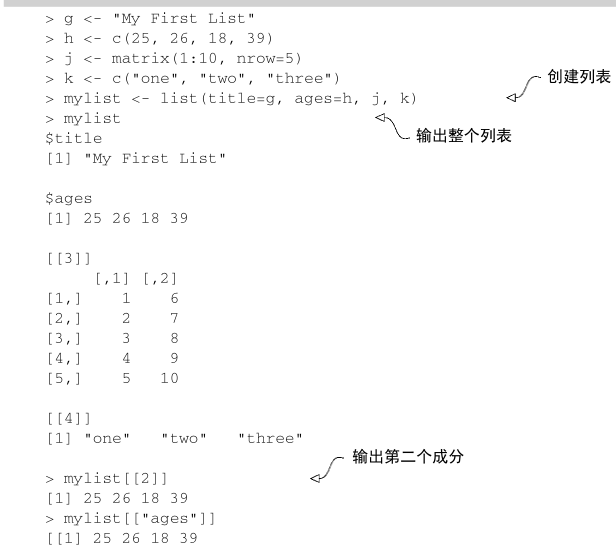 > g <- "My First List"
> h <- c(25, 26, 18, 39)
> j <- matrix(1:10, nrow=5)
> k <- c("one", "two", "three")
> mylist <- list(title=g, ages=h, j, k) 创建列表
> mylist 输出整个列表
$title
[1] "My First List"

$ages
[1] 25 26 18 39

[[3]]
     [,1] [,2]
[1,]    1    6
[2,]    2    7
[3,]    3    8
[4,]    4    9
[5,]    5   10

[[4]]
[1] "one"   "two"   "three"

> mylist[[2]] 输出第二个成分
[1] 25 26 18 39
> mylist[["ages"]]
[[1] 25 26 18 39